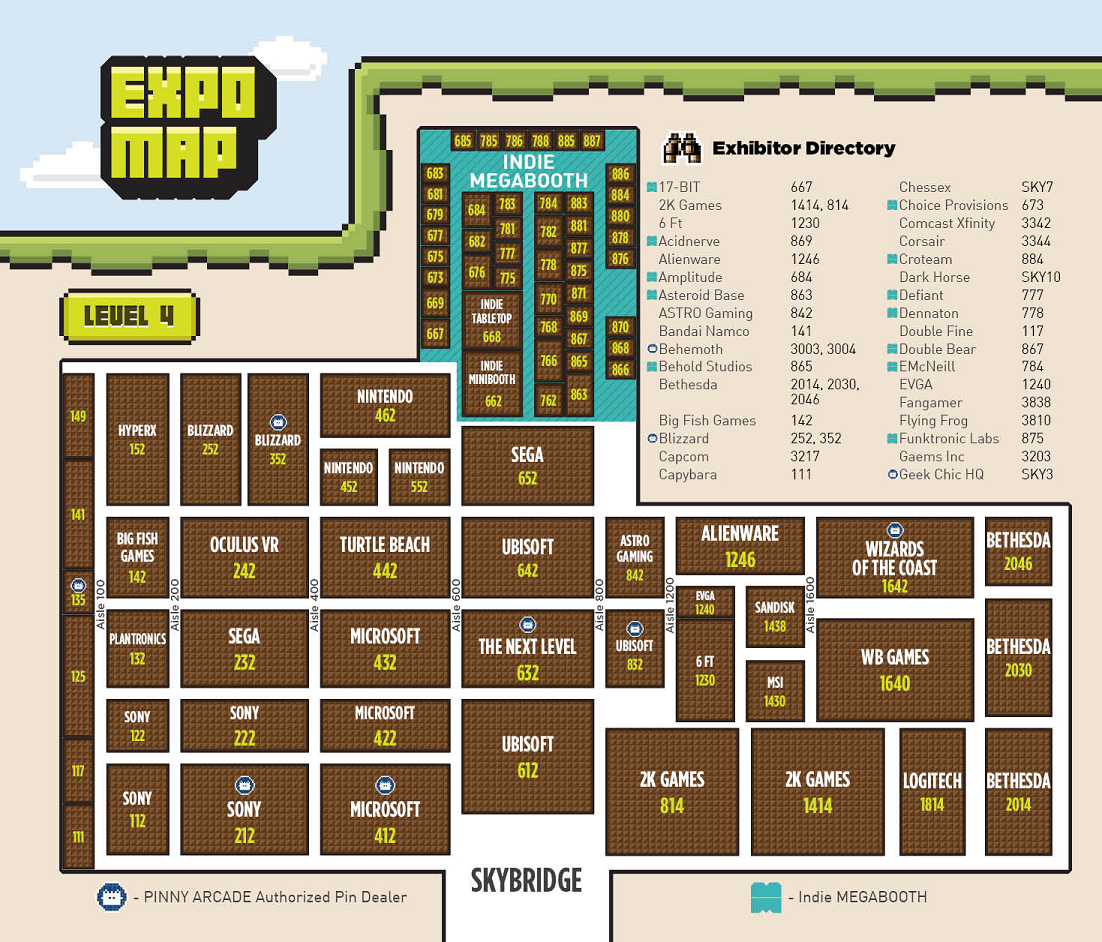 EXPO
MAP
LEVEL 4
685 785 786 788 885 887
INDIE
MEGABOOTH
683
681
679
677
675
673
669
667
684
682
676
783
781
777
775
INDIE
TABLETOP
668
INDIE
MINIBOOTH
662
784
782
778
770
768
766
762
883
881
877
875
871
869
867
865
863
886
884
880
878
876
870
868
866
Exhibitor Directory
17-BIT 667
2K Games 1414, 814
6 Ft 1230
Acidnerve 869
Alienware 1246
Amplitude 684
Asteroid Base 863
ASTRO Gaming 842
Bandai Namco 141
Behemoth 3003, 3004
Behold Studios 865
Bethesda 2014, 2030,
2046
Big Fish Games 142
Blizzard 252, 352
Capcom 3217
Capybara 111
Chessex SKY7
Choice Provisions 673
Comcast Xfinity 3342
Corsair 3344
Croteam 884
Dark Horse SKY10
Defiant 777
Dennaton 778
Double Fine 117
Double Bear 867
EMcNeill 784
EVGA 1240
Fangamer 3838
Flying Frog 3810
Funktronic Labs 875
Gaems Inc 3203
Geek Chic HQ SKY3
149
141
135
125
117
111
HYPERX
152
BLIZZARD
252
BLIZZARD
352
NINTENDO
462
NINTENDO
452
NINTENDO
552
SEGA
652
BIG FISH
GAMES
142
OCULUS VR
242
TURTLE BEACH
442
UBISOFT
642
ASTRO
GAMING
842
ALIENWARE
1246
WIZARDS
OF THE COAST
1642
BETHESDA
2046
Aisle 100
Aisle 200
Aisle 400
Aisle 600
Aisle 800
Aisle 1200
Aisle 1600
EVGA
1240
SANDISK
1438
PLANTRONICS
132
SEGA
232
MICROSOFT
432
THE NEXT LEVEL
632
UBISOFT
832
6 FT
1230
MSI
1430
WB GAMES
1640
BETHESDA
2030
SONY
122
SONY
222
MICROSOFT
422
UBISOFT
612
SONY
112
SONY
212
MICROSOFT
412
2K GAMES
814
2K GAMES
1414
LOGITECH
1814
BETHESDA
2014
SKYBRIDGE
- PINNY ARCADE Authorized Pin Dealer
- Indie MEGABOOTH